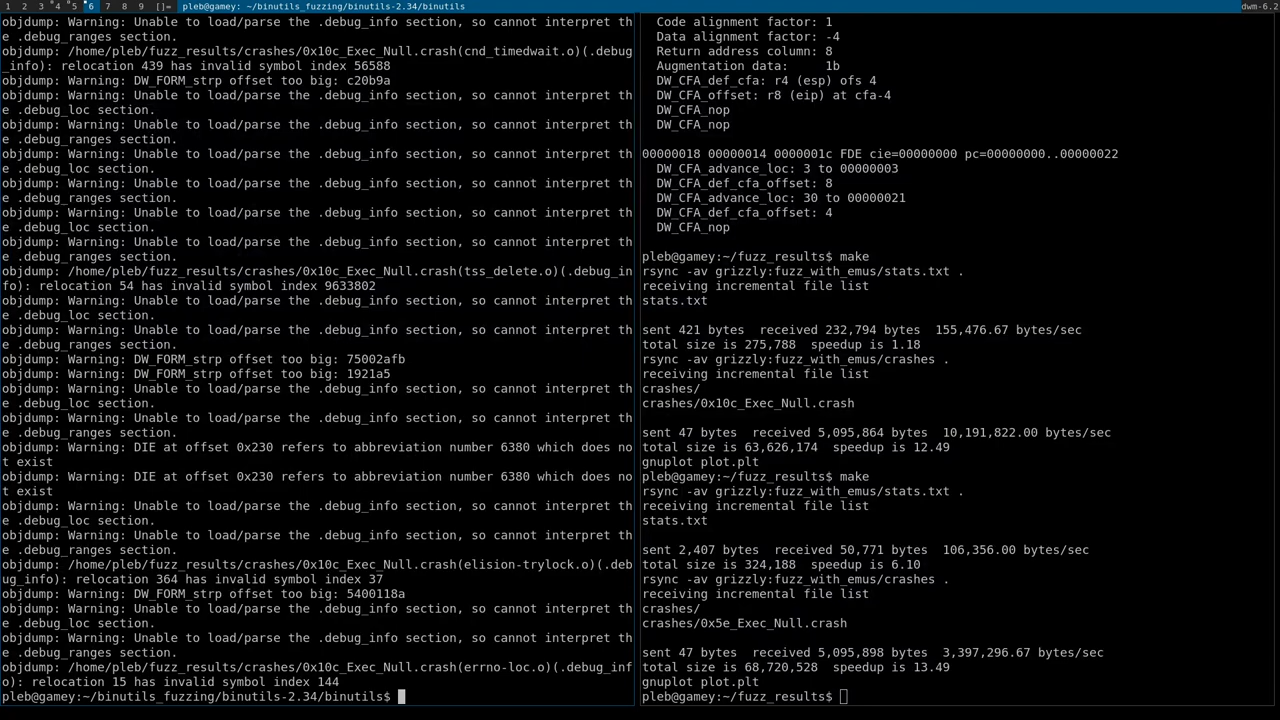 1 2 3 4 5 6 7 8 9 []= pleb@gamey: ~/binutils_fuzzing/binutils-2.34/binutils dwm-6.2
objdump: Warning: Unable to load/parse the .debug_info section, so cannot interpret th
e .debug_ranges section.
objdump: /home/pleb/fuzz_results/crashes/0x10c_Exec_Null.crash(cnd_timedwait.o)(.debug
_info): relocation 439 has invalid symbol index 56588
objdump: Warning: DW_FORM_strp offset too big: c20b9a
objdump: Warning: Unable to load/parse the .debug_info section, so cannot interpret th
e .debug_loc section.
objdump: Warning: Unable to load/parse the .debug_info section, so cannot interpret th
e .debug_ranges section.
objdump: Warning: Unable to load/parse the .debug_info section, so cannot interpret th
e .debug_loc section.
objdump: Warning: Unable to load/parse the .debug_info section, so cannot interpret th
e .debug_ranges section.
objdump: Warning: Unable to load/parse the .debug_info section, so cannot interpret th
e .debug_loc section.
objdump: Warning: Unable to load/parse the .debug_info section, so cannot interpret th
e .debug_ranges section.
objdump: /home/pleb/fuzz_results/crashes/0x10c_Exec_Null.crash(tss_delete.o)(.debug_in
fo): relocation 54 has invalid symbol index 9633802
objdump: Warning: Unable to load/parse the .debug_info section, so cannot interpret th
e .debug_loc section.
objdump: Warning: Unable to load/parse the .debug_info section, so cannot interpret th
e .debug_ranges section.
objdump: Warning: DW_FORM_strp offset too big: 75002afb
objdump: Warning: DW_FORM_strp offset too big: 1921a5
objdump: Warning: Unable to load/parse the .debug_info section, so cannot interpret th
e .debug_loc section.
objdump: Warning: Unable to load/parse the .debug_info section, so cannot interpret th
e .debug_ranges section.
objdump: Warning: DIE at offset 0x230 refers to abbreviation number 6380 which does no
t exist
objdump: Warning: DIE at offset 0x230 refers to abbreviation number 6380 which does no
t exist
objdump: Warning: Unable to load/parse the .debug_info section, so cannot interpret th
e .debug_loc section.
objdump: Warning: Unable to load/parse the .debug_info section, so cannot interpret th
e .debug_ranges section.
objdump: /home/pleb/fuzz_results/crashes/0x10c_Exec_Null.crash(elision-trylock.o)(.deb
ug_info): relocation 364 has invalid symbol index 37
objdump: Warning: DW_FORM_strp offset too big: 5400118a
objdump: Warning: Unable to load/parse the .debug_info section, so cannot interpret th
e .debug_loc section.
objdump: Warning: Unable to load/parse the .debug_info section, so cannot interpret th
e .debug_ranges section.
objdump: /home/pleb/fuzz_results/crashes/0x10c_Exec_Null.crash(errno-loc.o)(.debug_inf
o): relocation 15 has invalid symbol index 144
pleb@gamey:~/binutils_fuzzing/binutils-2.34/binutils$
Code alignment factor: 1
Data alignment factor: -4
Return address column: 8
Augmentation data:     1b
DW_CFA_def_cfa: r4 (esp) ofs 4
DW_CFA_offset: r8 (eip) at cfa-4
DW_CFA_nop
DW_CFA_nop
00000018 00000014 0000001c FDE cie=00000000 pc=00000000..00000022
DW_CFA_advance_loc: 3 to 00000003
DW_CFA_def_cfa_offset: 8
DW_CFA_advance_loc: 30 to 00000021
DW_CFA_def_cfa_offset: 4
DW_CFA_nop
pleb@gamey:~/fuzz_results$ make
rsync -av grizzly:fuzz_with_emus/stats.txt .
receiving incremental file list
stats.txt
sent 421 bytes  received 232,794 bytes  155,476.67 bytes/sec
total size is 275,788  speedup is 1.18
rsync -av grizzly:fuzz_with_emus/crashes .
receiving incremental file list
crashes/
crashes/0x10c_Exec_Null.crash
sent 47 bytes  received 5,095,864 bytes  10,191,822.00 bytes/sec
total size is 63,626,174  speedup is 12.49
gnuplot plot.plt
pleb@gamey:~/fuzz_results$ make
rsync -av grizzly:fuzz_with_emus/stats.txt .
receiving incremental file list
stats.txt
sent 2,407 bytes  received 50,771 bytes  106,356.00 bytes/sec
total size is 324,188  speedup is 6.10
rsync -av grizzly:fuzz_with_emus/crashes .
receiving incremental file list
crashes/
crashes/0x5e_Exec_Null.crash
sent 47 bytes  received 5,095,898 bytes  3,397,296.67 bytes/sec
total size is 68,720,528  speedup is 13.49
gnuplot plot.plt
pleb@gamey:~/fuzz_results$